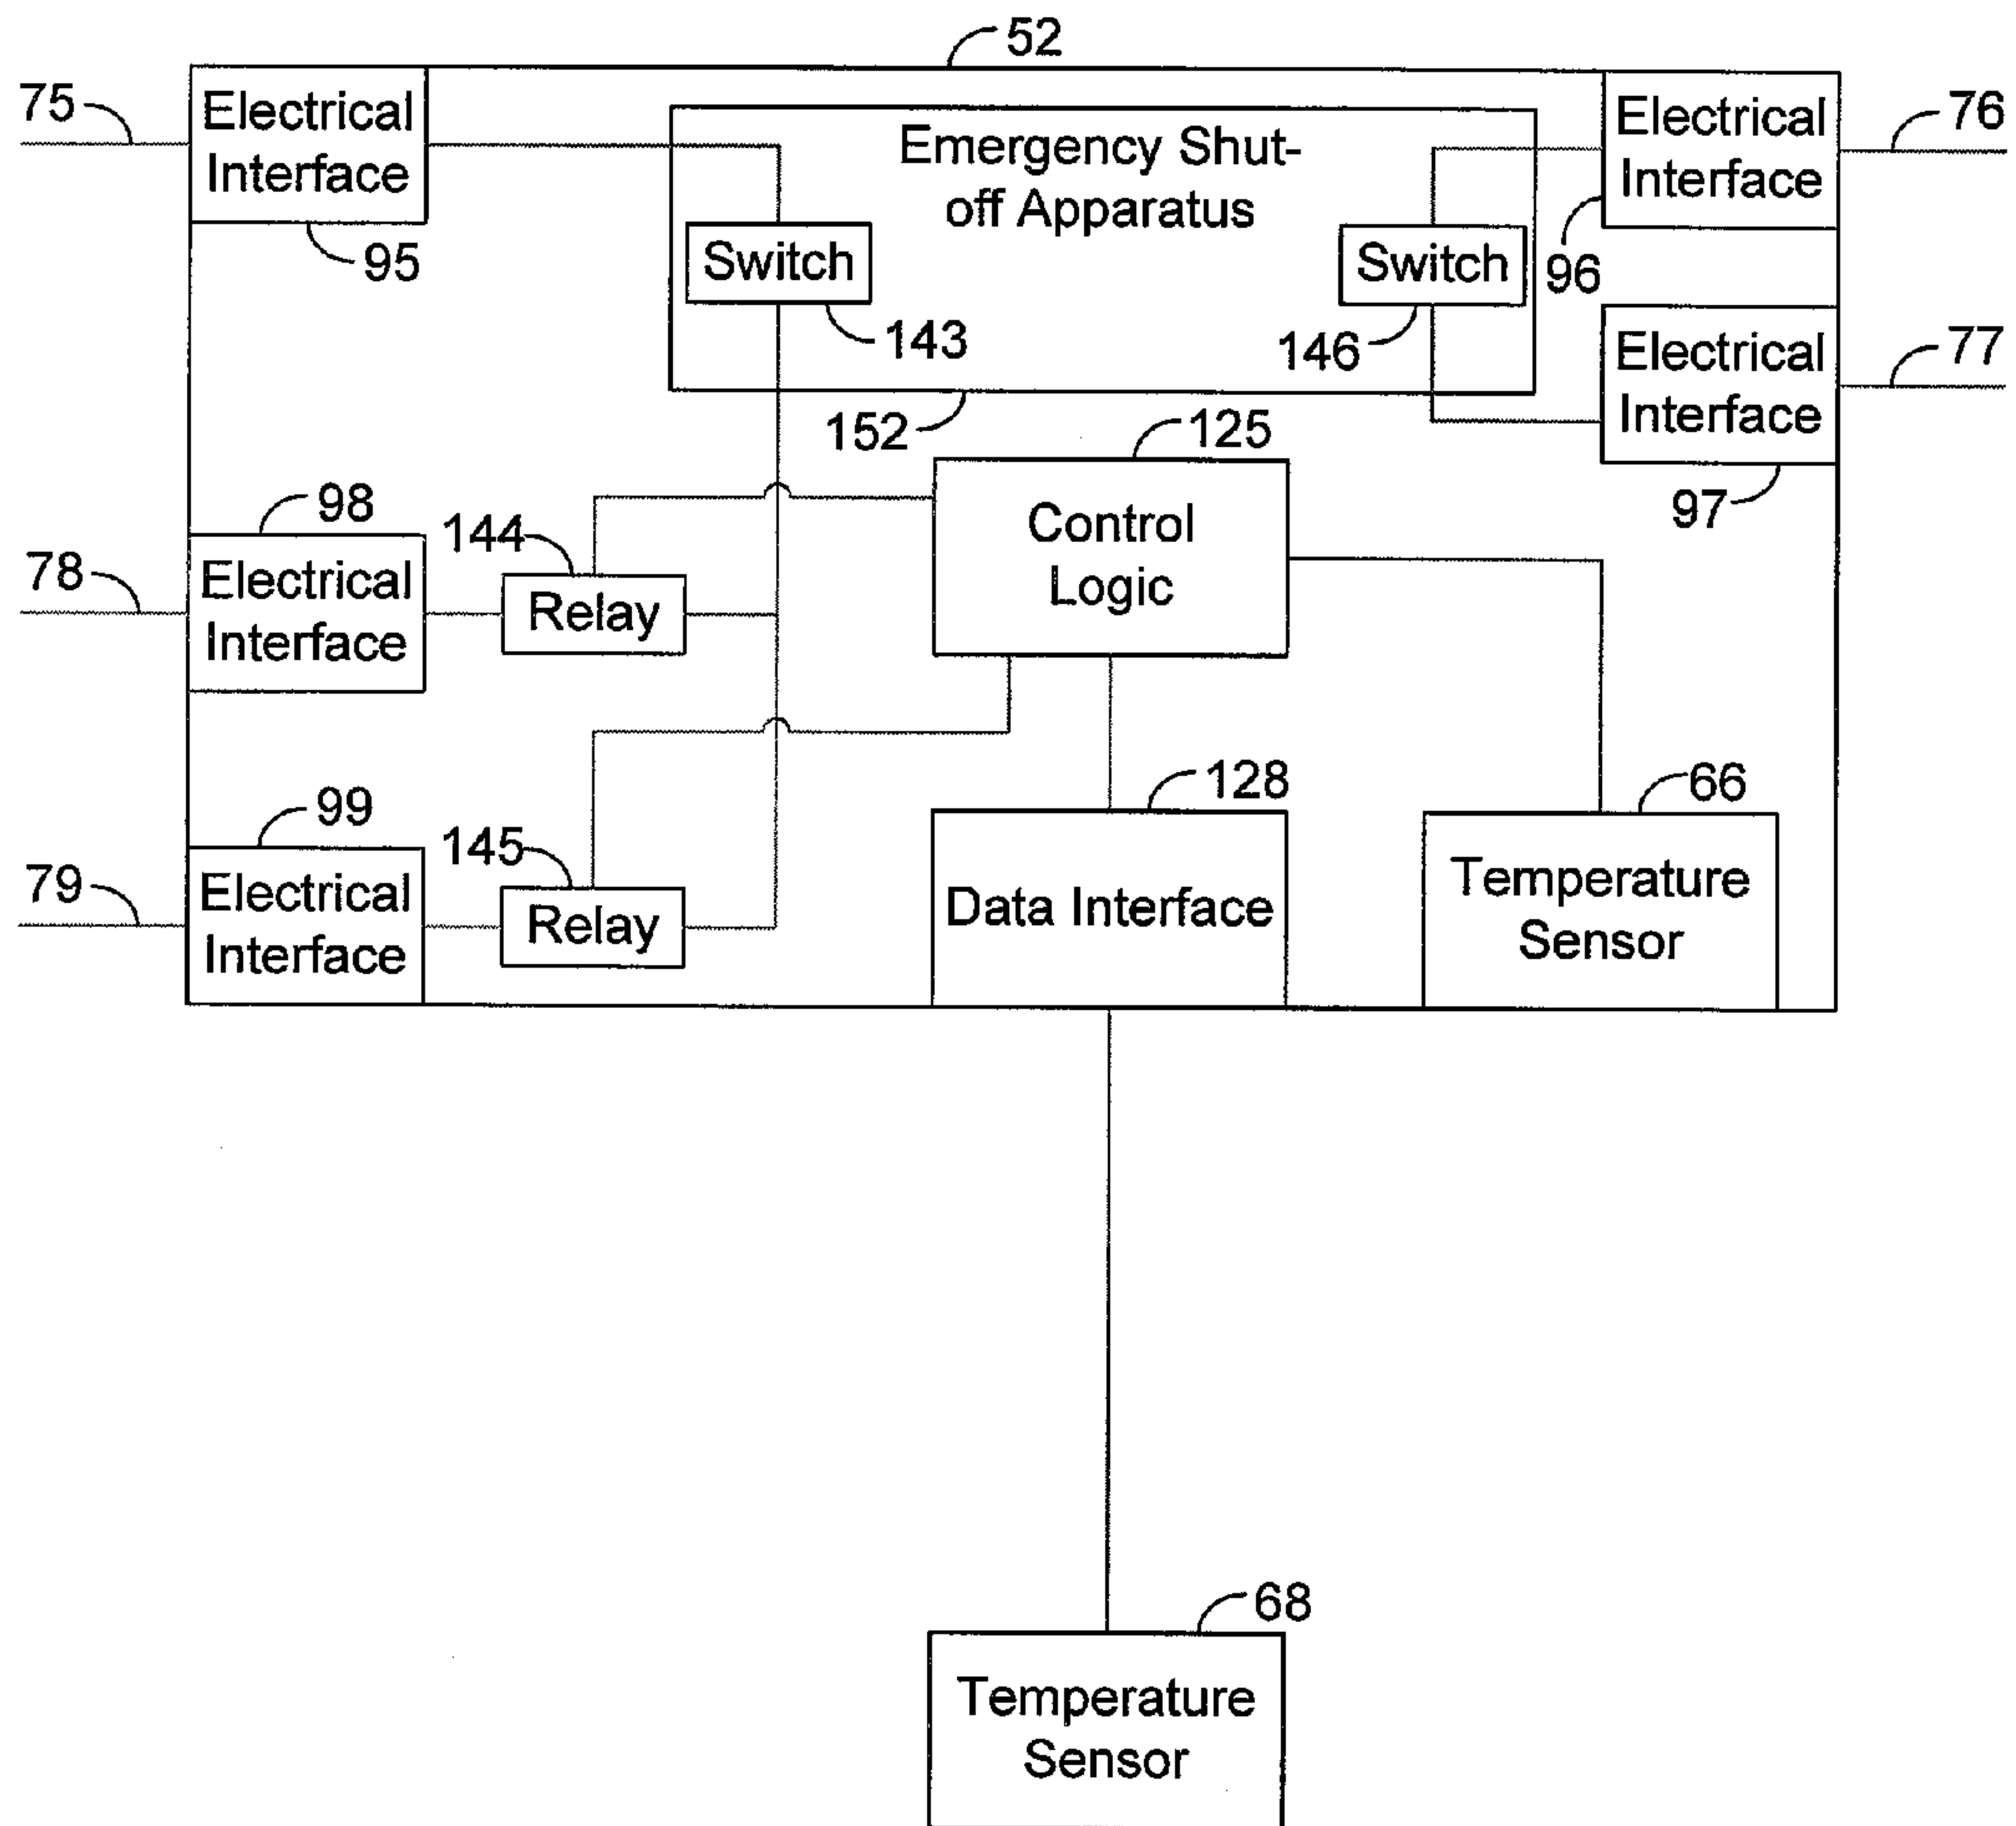 52
75
Electrical
Interface
95
Emergency Shut-
off Apparatus
Switch
143
Switch
146
152
Electrical
Interface
96
76
Electrical
Interface
97
77
125
Control
Logic
98
78
Electrical
Interface
144
Relay
99
79
Electrical
Interface
145
Relay
128
Data Interface
66
Temperature
Sensor
68
Temperature
Sensor